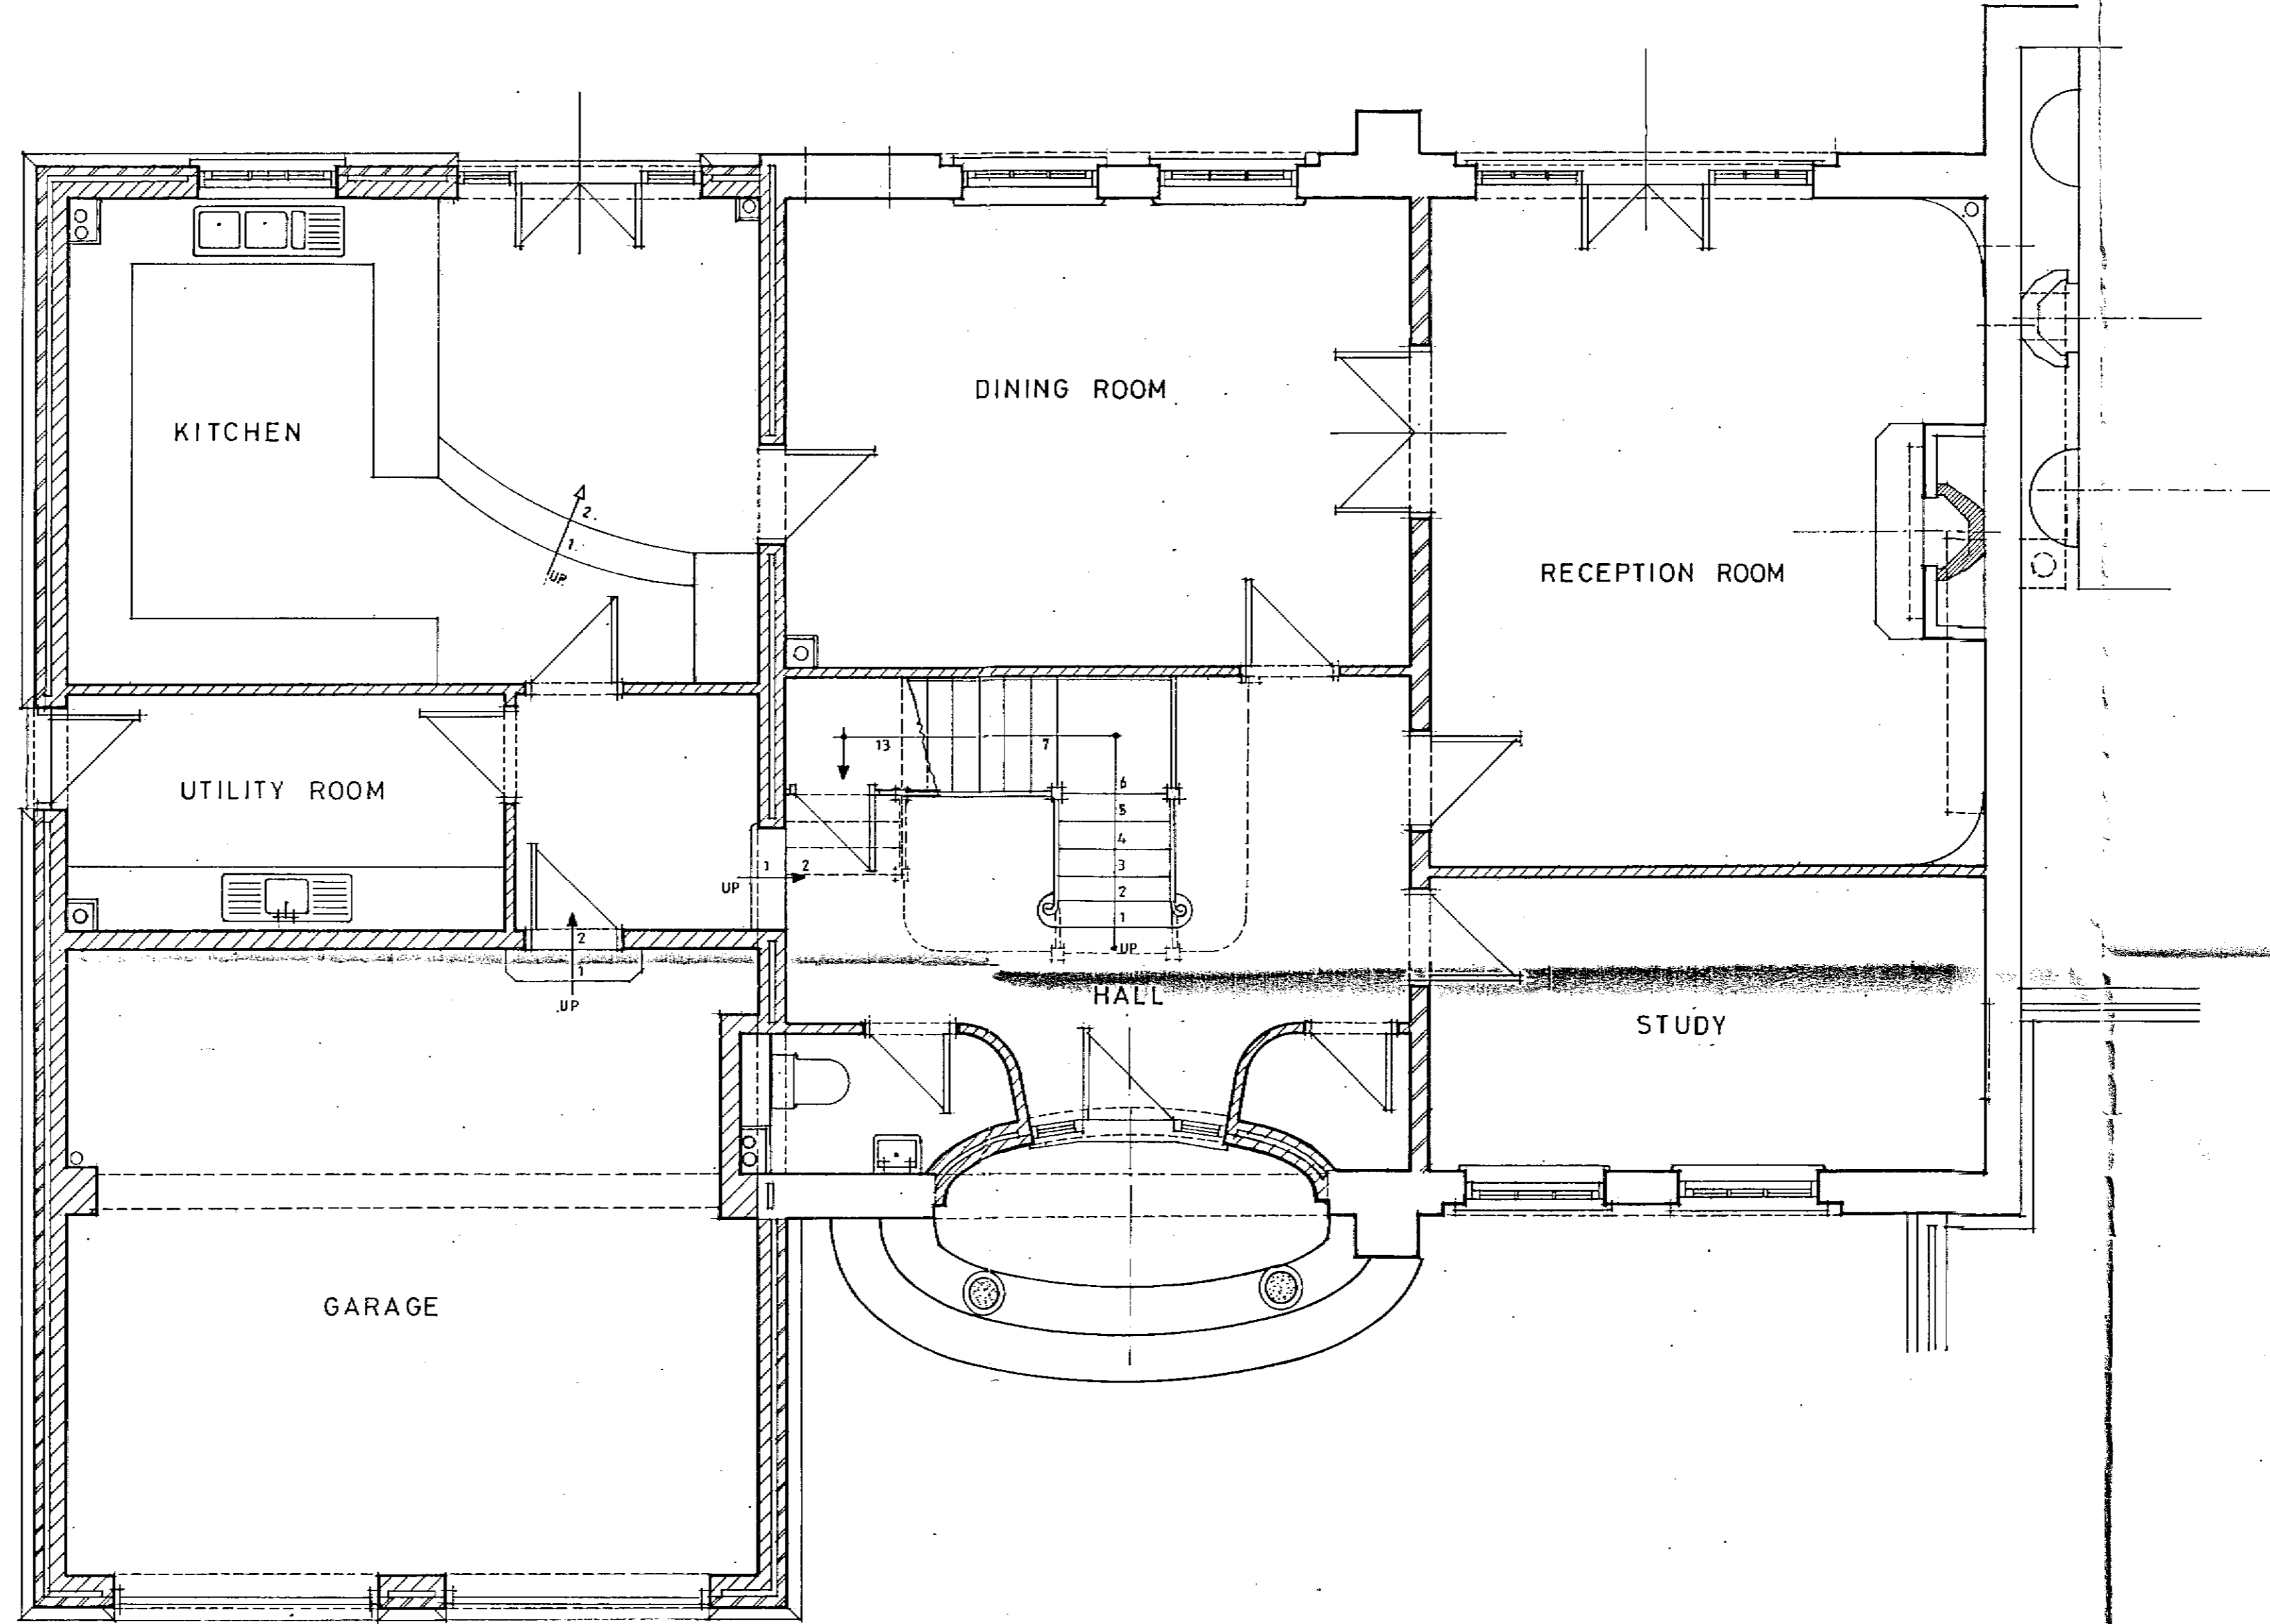 DINING ROOM
KITCHEN
2.
1.
UP
RECEPTION ROOM
13
7
6
5
4
3
2
1
UP
UTILITY ROOM
UP
1
2
2
1
UP
HALL
STUDY
GARAGE